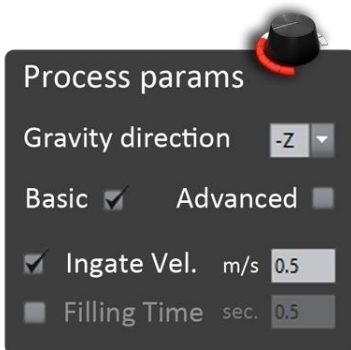 Process params
Gravity direction -Z
Basic Advanced
Ingate Vel. m/s 0.5
Filling Time sec. 0.5